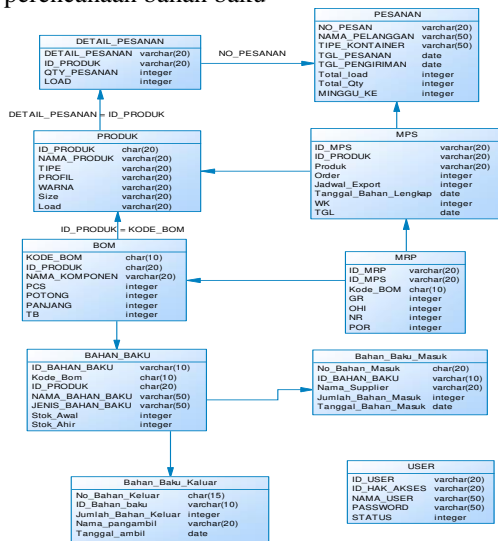 perencanaan bahan baku
PESANAN
NO_PESAN varchar(20)
NAMA_PELANGGAN varchar(50)
TIPE_KONTAINER varchar(50)
TGL_PESANAN date
TGL_PENGIRIMAN date
Total_load integer
Total_Qty integer
MINGGU_KE integer
DETAIL_PESANAN
DETAIL_PESANAN varchar(20)
ID_PRODUK varchar(20)
QTY_PESANAN integer
LOAD integer
NO_PESANAN
DETAIL_PESANAN = ID_PRODUK
PRODUK
ID_PRODUK char(20)
NAMA_PRODUK varchar(20)
TIPE varchar(20)
PROFIL varchar(20)
WARNA varchar(20)
Size varchar(20)
Load varchar(20)
MPS
ID_MPS varchar(20)
ID_PRODUK varchar(20)
Produk varchar(20)
Order integer
Jadwal_Export integer
Tanggal_Bahan_Lengkap date
WK integer
TGL date
ID_PRODUK = KODE_BOM
BOM
KODE_BOM char(10)
ID_PRODUK char(20)
NAMA_KOMPONEN varchar(20)
PCS integer
POTONG integer
PANJANG integer
TB integer
MRP
ID_MRP varchar(20)
ID_MPS varchar(20)
Kode_BOM char(10)
GR integer
OHI integer
NR integer
POR integer
BAHAN_BAKU
ID_BAHAN_BAKU varchar(10)
Kode_Bom char(10)
ID_PRODUK char(20)
NAMA_BAHAN_BAKU varchar(50)
JENIS_BAHAN_BAKU varchar(50)
Stok_Awal integer
Stok_Ahir integer
Bahan_Baku_Masuk
No_Bahan_Masuk char(20)
ID_BAHAN_BAKU varchar(10)
Nama_Supplier varchar(20)
Jumlah_Bahan_Masuk integer
Tanggal_Bahan_Masuk date
Bahan_Baku_Kaluar
No_Bahan_Keluar char(15)
ID_Bahan_baku varchar(10)
Jumlah_Bahan_Keluar integer
Nama_pangambil varchar(20)
Tanggal_ambil date
USER
ID_USER varchar(20)
ID_HAK_AKSES varchar(20)
NAMA_USER varchar(50)
PASSWORD varchar(50)
STATUS integer